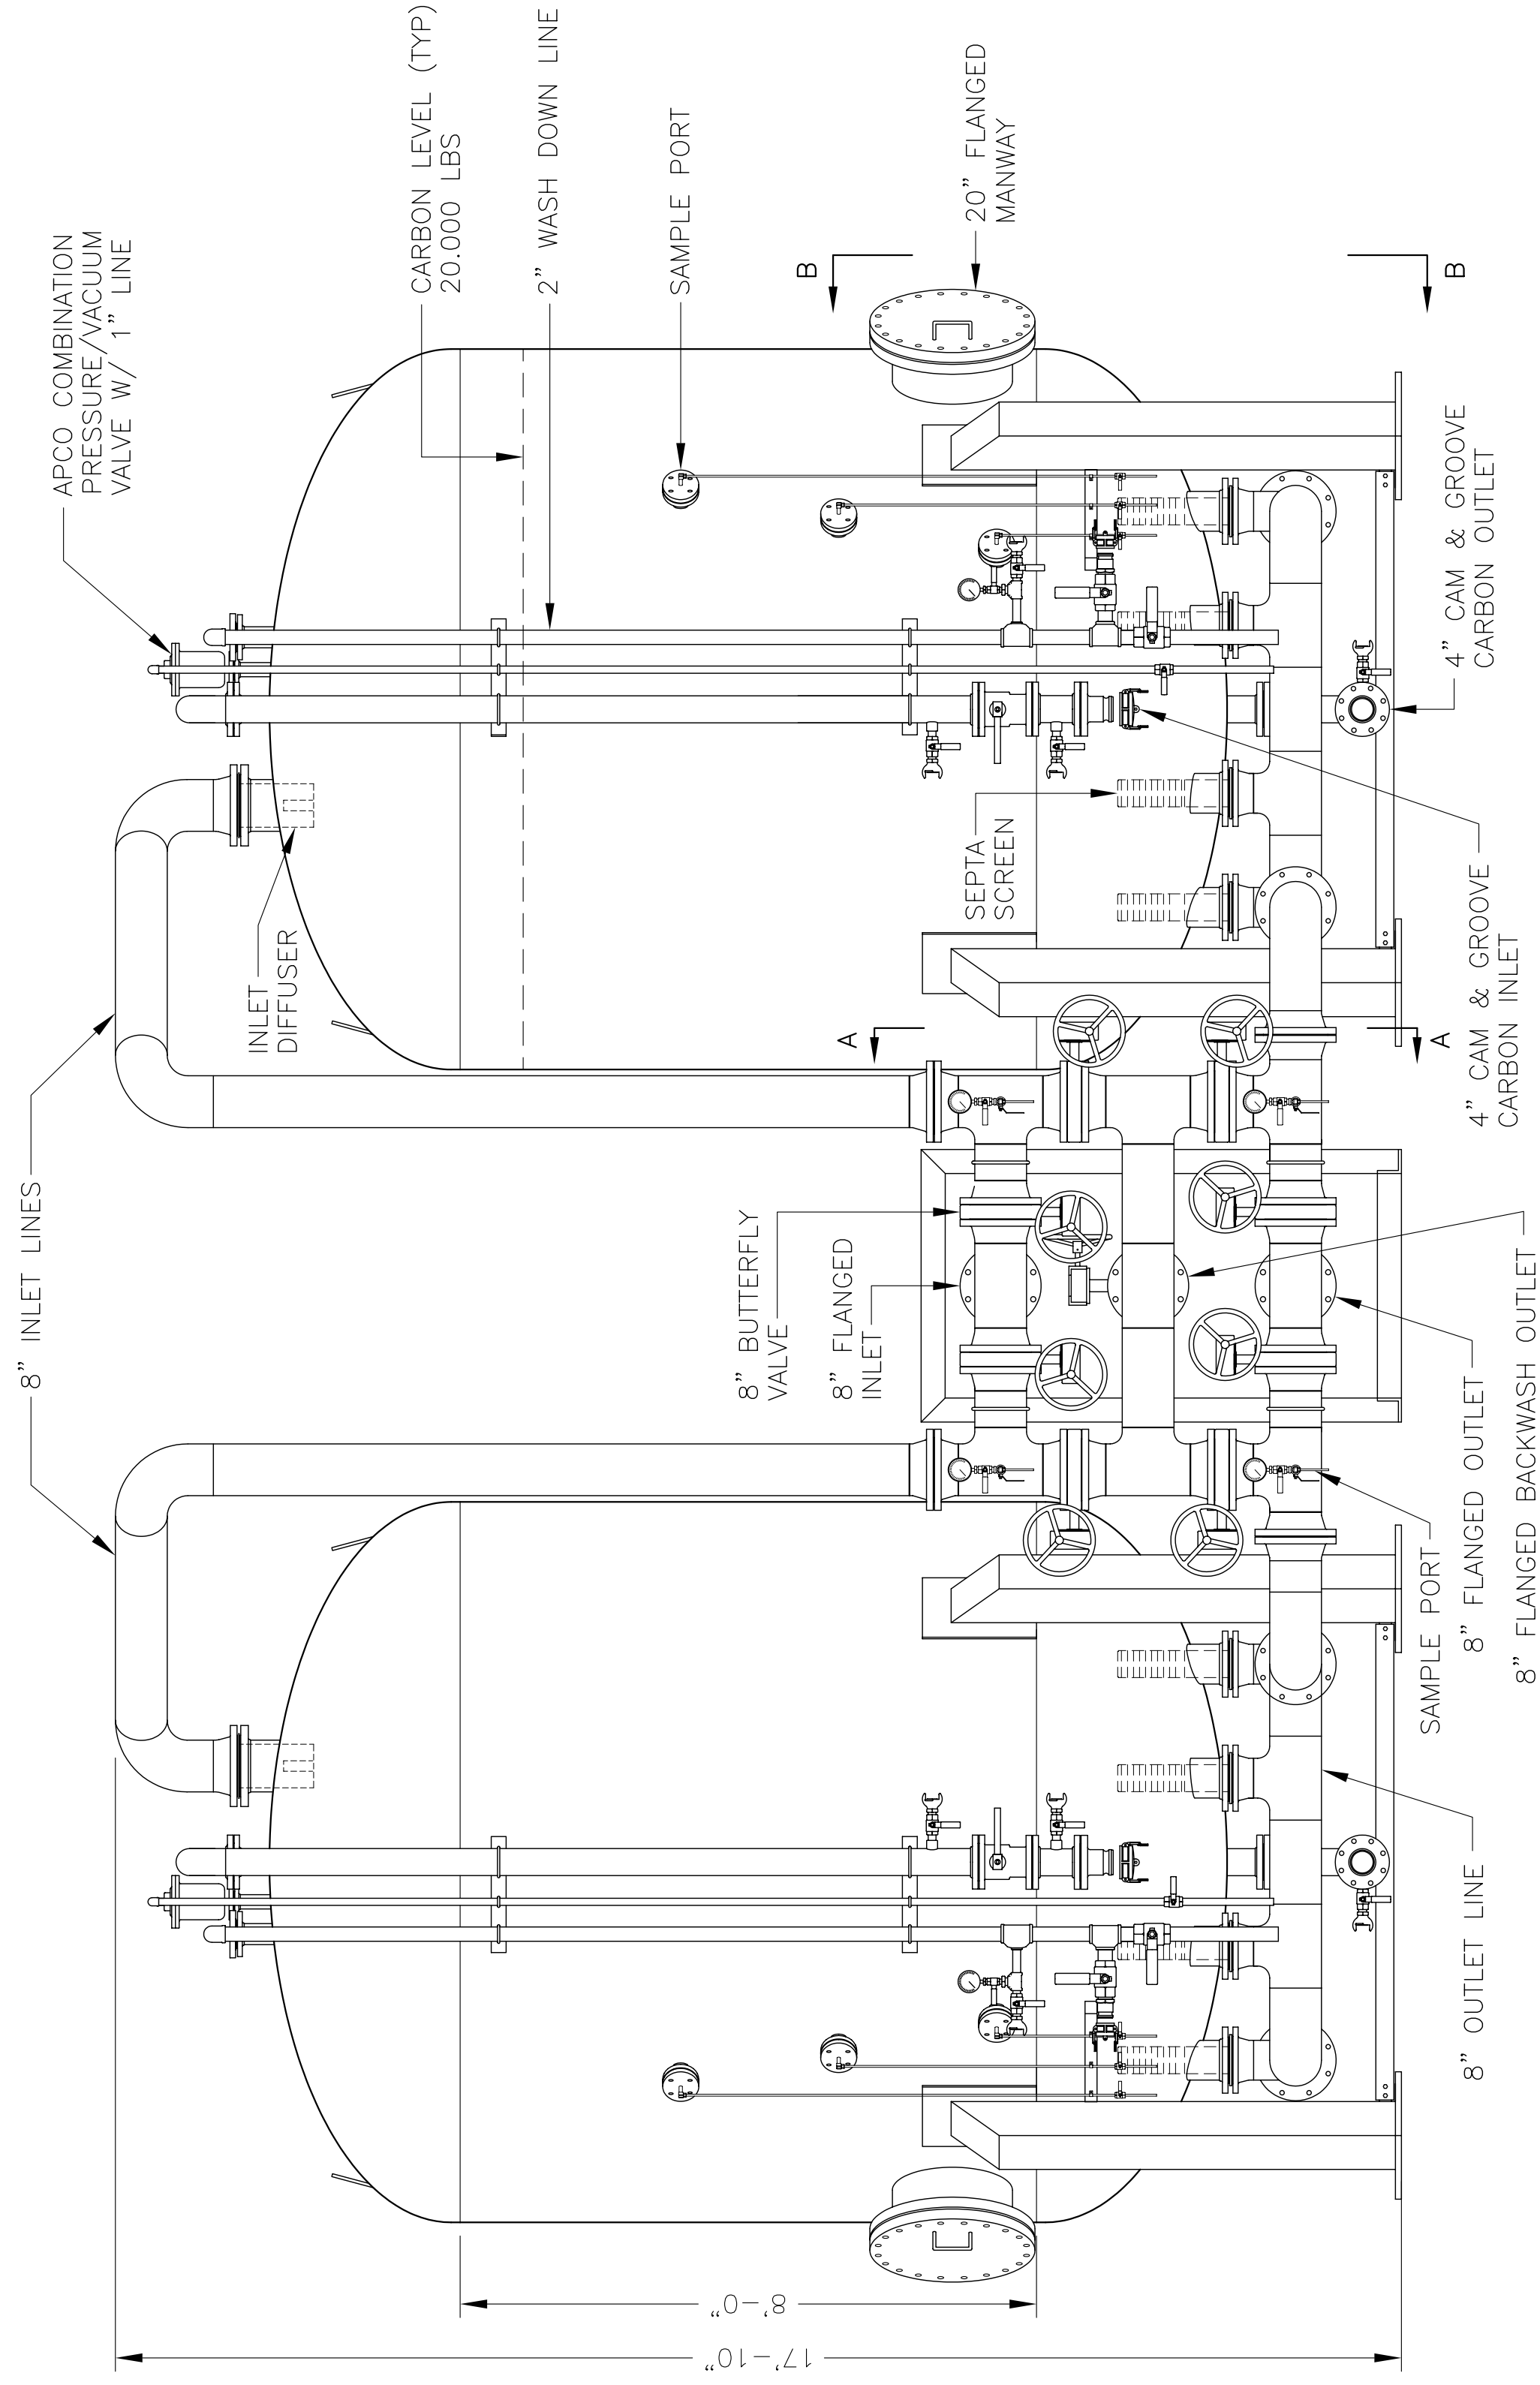 APCO COMBINATION
PRESSURE/VACUUM
VALVE W/ 1" LINE
8" INLET LINES
CARBON LEVEL (TYP)
20.000 LBS
2" WASH DOWN LINE
INLET
DIFFUSER
SAMPLE PORT
20" FLANGED
MANWAY
B
B
A
A
SEPTA
SCREEN
8" BUTTERFLY
VALVE
8" FLANGED
INLET
17'-10"
8'-0"
4" CAM & GROOVE
CARBON OUTLET
4" CAM & GROOVE
CARBON INLET
SAMPLE PORT
8" FLANGED OUTLET
8" OUTLET LINE
8" FLANGED BACKWASH OUTLET